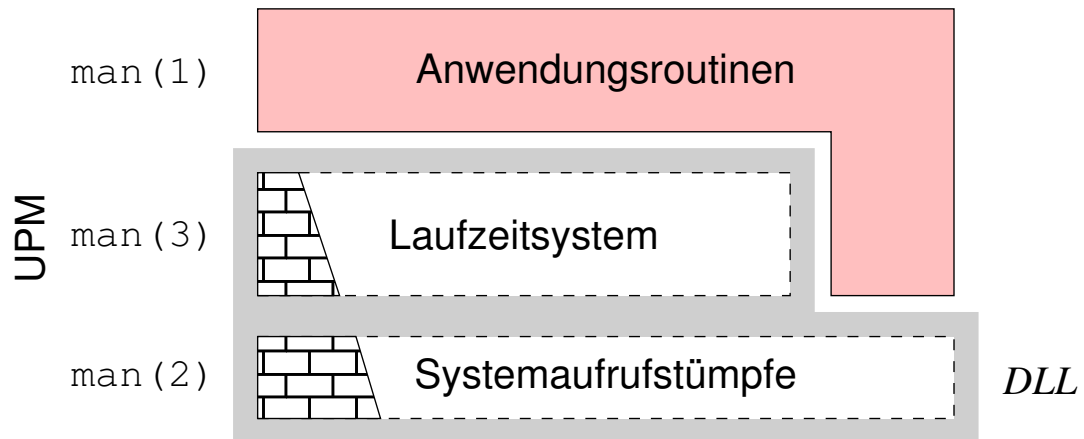 man(1)
Anwendungsroutinen
UPM
man(3)
Laufzeitsystem
man(2)
Systemaufrufstümpfe
DLL